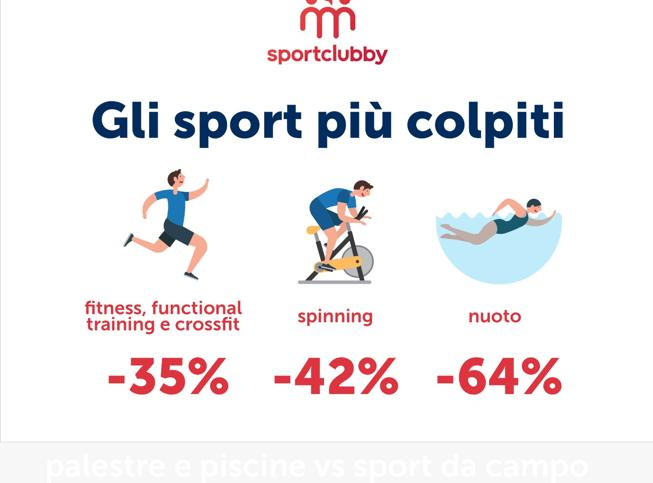 sportclubby
Gli sport più colpiti
fitness, functional
training e crossfit
spinning
nuoto
-35%
-42%
-64%
palestre e piscine vs sport da campo